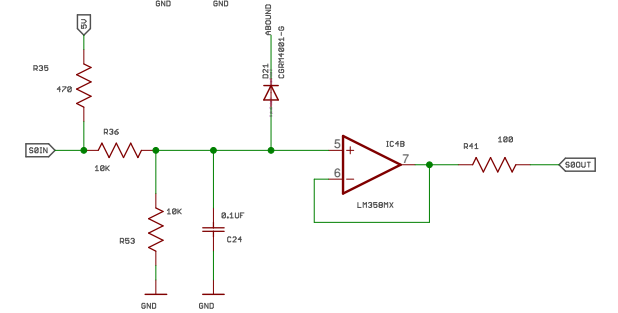 GND
GND
5V
ABOUND
D21
CGRM4001-G
R35
470
R36
10K
S0IN
5
6
7
IC4B
LM358MX
R41
100
S0OUT
10K
R53
0.1UF
C24
GND
GND